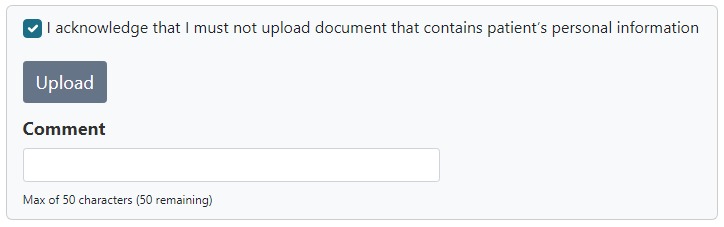 I acknowledge that I must not upload document that contains patient's personal information
Upload
Comment
Max of 50 characters (50 remaining)